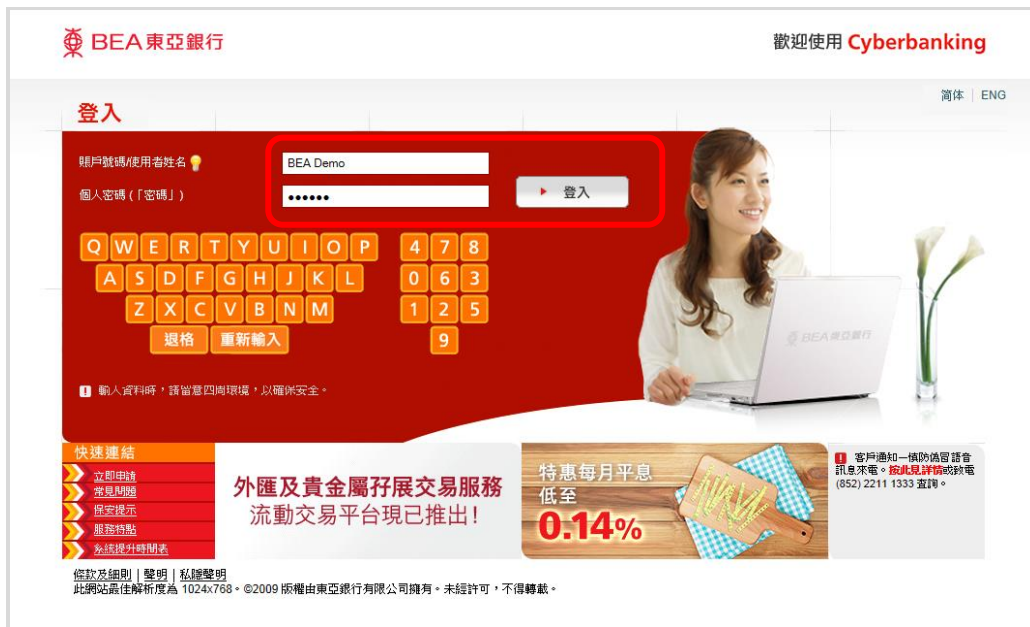 BEA東亞銀行
歡迎使用 Cyberbanking
简体 | ENG
登入
賬戶號碼/使用者姓名
BEA Demo
個人密碼 (「密碼」)
••••••
登入
Q W E R T Y U I O P 4 7 8
A S D F G H J K L 0 6 3
Z X C V B N M 1 2 5
退格 重新輸入 9
BEA東亞銀行
輸入資料時，請留意四周環境，以確保安全。
快速連結
立即申請
常見問題
保安提示
服務特點
系統提升時間表
外匯及貴金屬孖展交易服務
流動交易平台現已推出!
特惠每月平息
低至
0.14%
客戶通知—慎防偽冒語音
訊息來電。按此見詳情或致電
(852) 2211 1333 查詢。
條款及細則 | 聲明 | 私隱聲明
此網站最佳解析度為 1024x768。©2009 版權由東亞銀行有限公司擁有。未經許可，不得轉載。